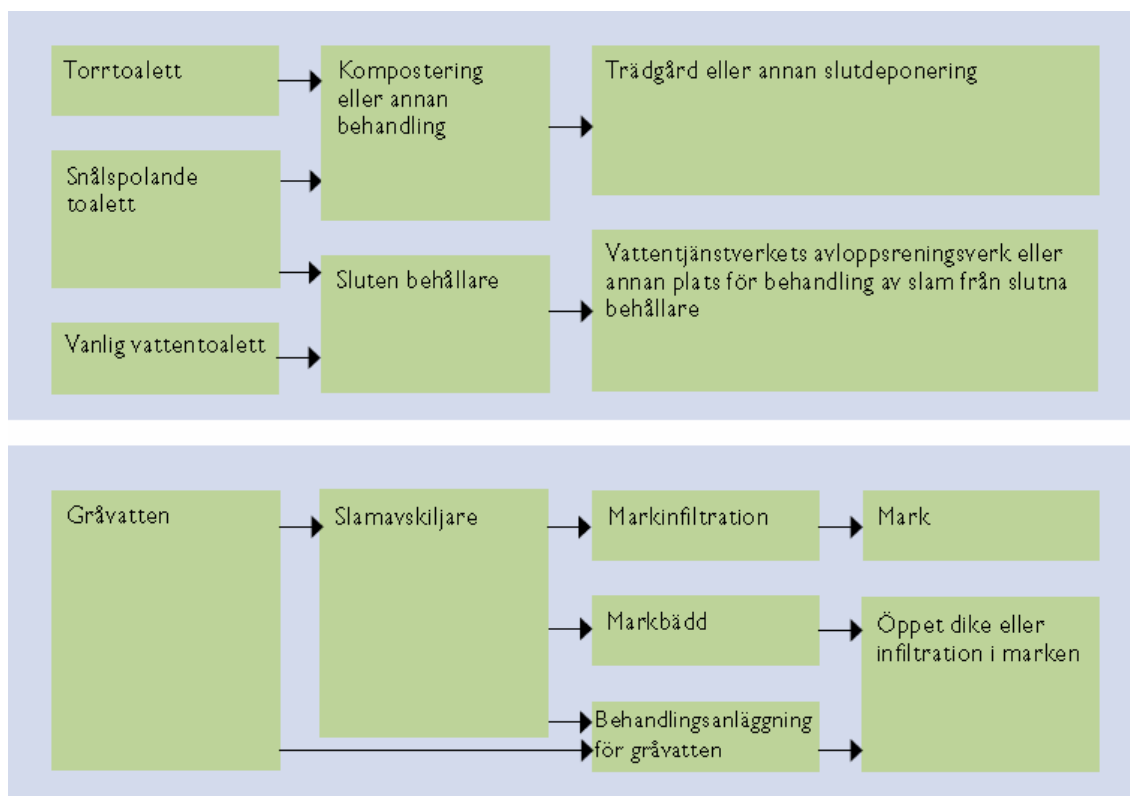 Torrtoalett
Kompostering
eller annan
behandling
Trädgård eller annan slutdeponering
Snålspolande
toalett
Sluten behållare
Vattentjänstverkets avloppsreningsverk eller
annan plats för behandling av slam från slutna
behållare
Vanlig vattentoalett
Gråvatten
Slamavskiljare
Markinfiltration
Mark
Markbädd
Öppet dike eller
infiltration i marken
Behandlingsanläggning
för gråvatten